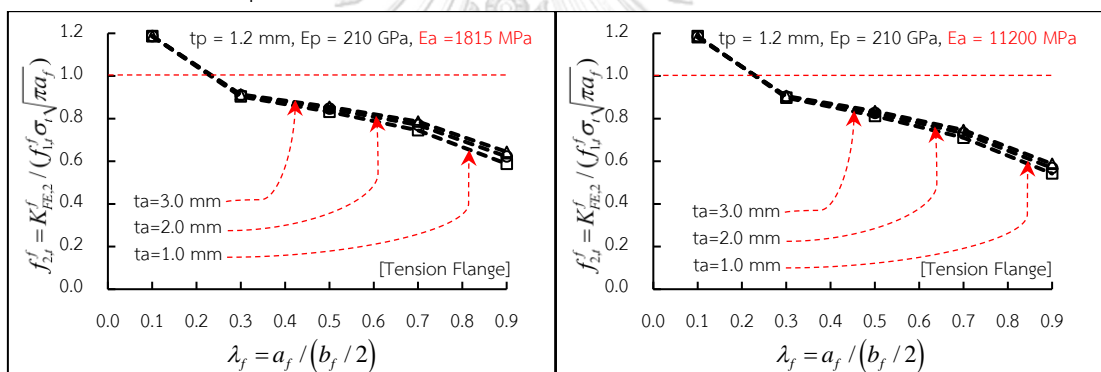 tp = 1.2 mm, Ep = 210 GPa, Ea =1815 MPa
f^f_{2,t} = K^f_{FE,2} / (f^f_{1,t} σ_t √πa_f)
1.2
1.0
0.8
0.6
0.4
0.2
0.0
ta=3.0 mm
ta=2.0 mm
ta=1.0 mm
[Tension Flange]
0.0 0.1 0.2 0.3 0.4 0.5 0.6 0.7 0.8 0.9
λ_f = a_f / (b_f / 2)
tp = 1.2 mm, Ep = 210 GPa, Ea = 11200 MPa
f^f_{2,t} = K^f_{FE,2} / (f^f_{1,t} σ_t √πa_f)
1.2
1.0
0.8
0.6
0.4
0.2
0.0
ta=3.0 mm
ta=2.0 mm
ta=1.0 mm
[Tension Flange]
0.0 0.1 0.2 0.3 0.4 0.5 0.6 0.7 0.8 0.9
λ_f = a_f / (b_f / 2)